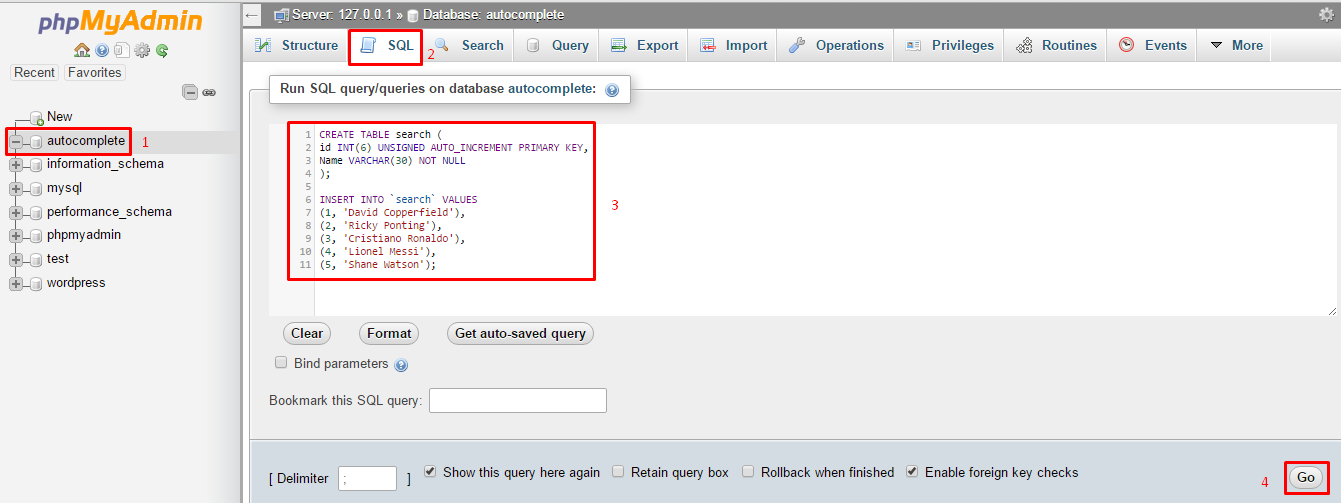 phpMyAdmin
Recent Favorites
New
autocomplete 1
information_schema
mysql
performance_schema
phpmyadmin
test
wordpress
Server: 127.0.0.1 » Database: autocomplete
Structure SQL 2 Search Query Export Import Operations Privileges Routines Events More
Run SQL query/queries on database autocomplete:
1 CREATE TABLE search (
2 id INT(6) UNSIGNED AUTO_INCREMENT PRIMARY KEY,
3 Name VARCHAR(30) NOT NULL
4 );
5
6 INSERT INTO `search` VALUES
7 (1, 'David Copperfield'),
8 (2, 'Ricky Ponting'),
9 (3, 'Cristiano Ronaldo'),
10 (4, 'Lionel Messi'),
11 (5, 'Shane Watson');
3
Clear Format Get auto-saved query
Bind parameters
Bookmark this SQL query:
[ Delimiter ; ] Show this query here again Retain query box Rollback when finished Enable foreign key checks 4 Go